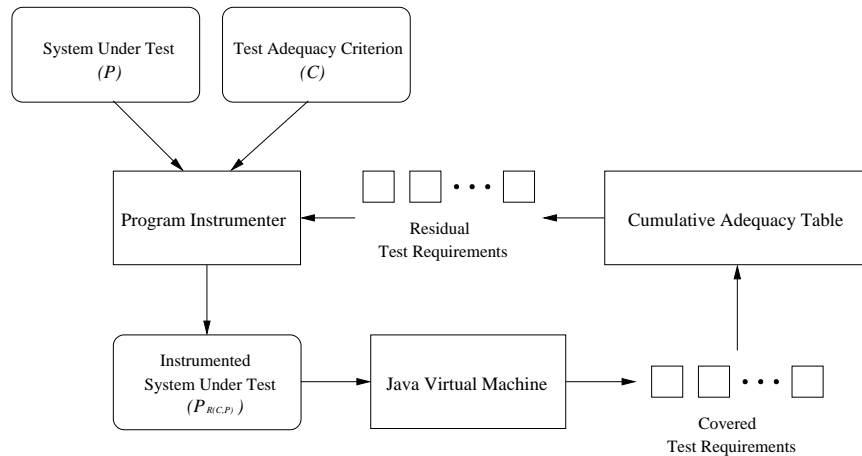 System Under Test
(P)
Test Adequacy Criterion
(C)
Program Instrumenter
Residual
Test Requirements
Cumulative Adequacy Table
Instrumented
System Under Test
(P R(C,P) )
Java Virtual Machine
Covered
Test Requirements